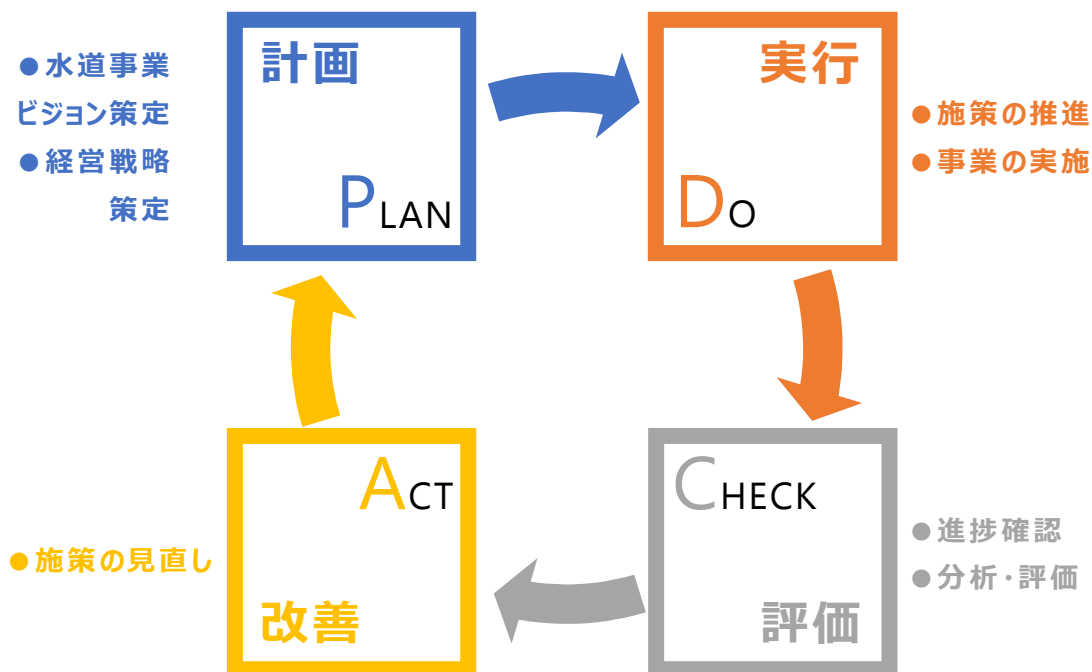 ●水道事業
ビジョン策定
●経営戦略
策定
計画
PLAN
実行
DO
●施策の推進
●事業の実施
●施策の見直し
ACT
改善
CHECK
評価
●進捗確認
●分析・評価